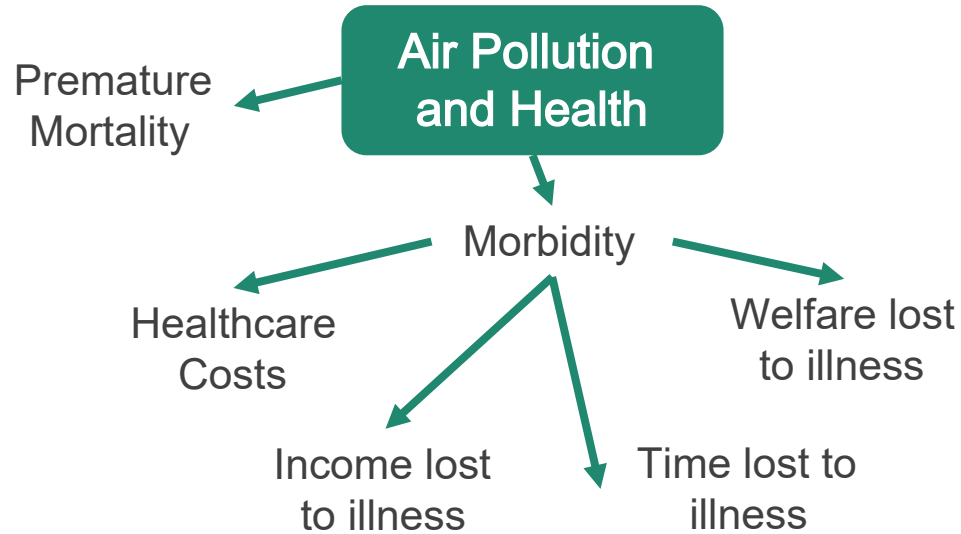 Air Pollution
and Health
Premature
Mortality
Morbidity
Healthcare
Costs
Welfare lost
to illness
Income lost
to illness
Time lost to
illness